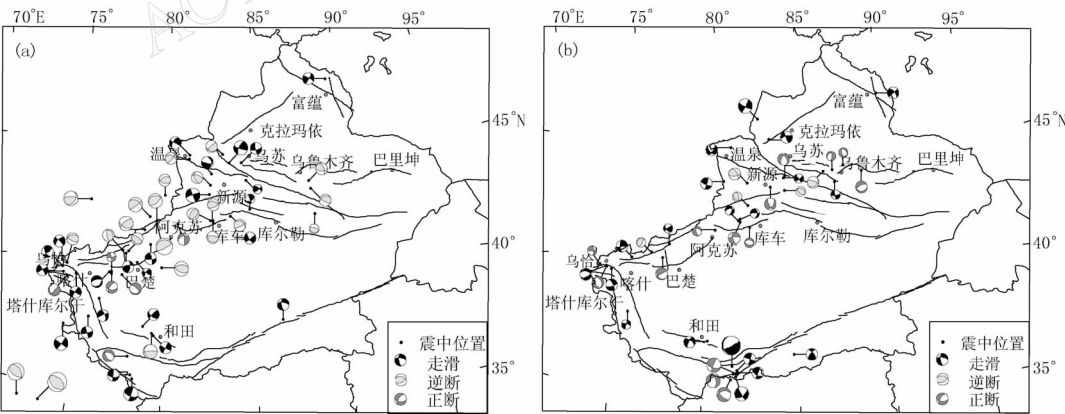 70°E 75° 80° 85° 90° 95°
(a)
富蕴
45°N
克拉玛依
温泉
乌苏
乌鲁木齐
巴里坤
新源
阿克苏
库车
库尔勒
40°
乌恰
喀什
巴楚
塔什库尔干
和田
35°
震中位置
走滑
逆断
正断
70°E 75° 80° 85° 90° 95°
(b)
富蕴
45°N
克拉玛依
温泉
乌苏
乌鲁木齐
巴里坤
新源
库车
库尔勒
阿克苏
40°
乌恰
喀什
巴楚
塔什库尔干
和田
35°
震中位置
走滑
逆断
正断